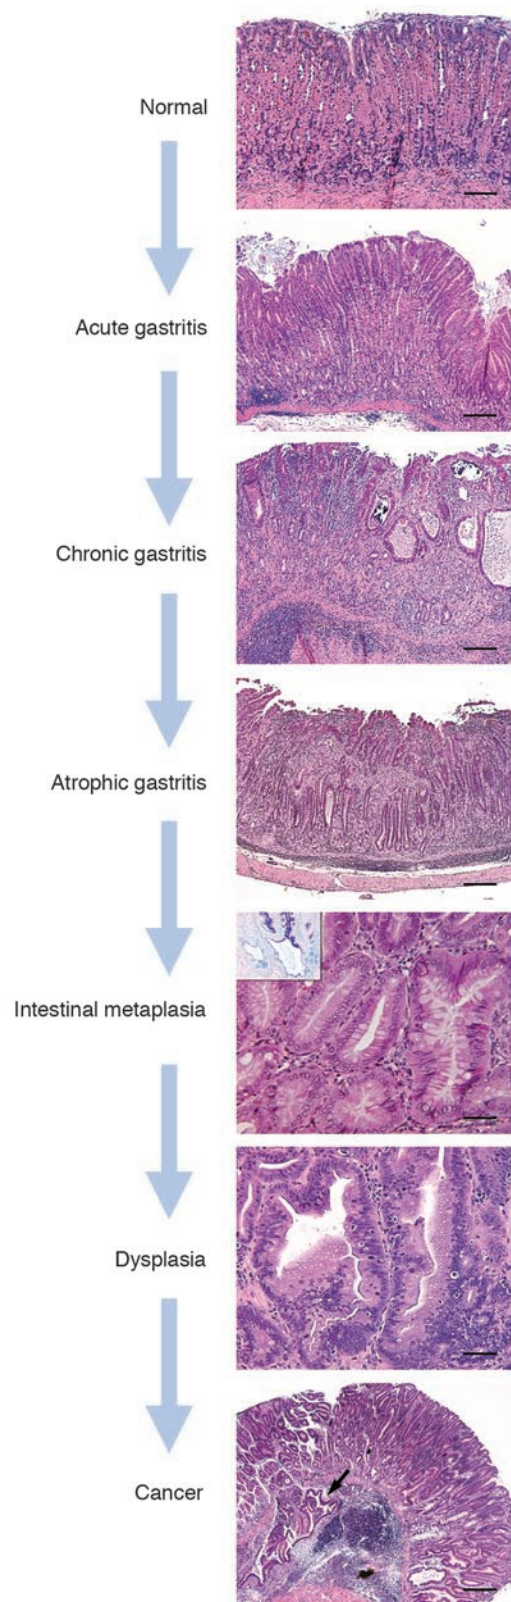 Normal
Acute gastritis
Chronic gastritis
Atrophic gastritis
Intestinal metaplasia
Dysplasia
Cancer